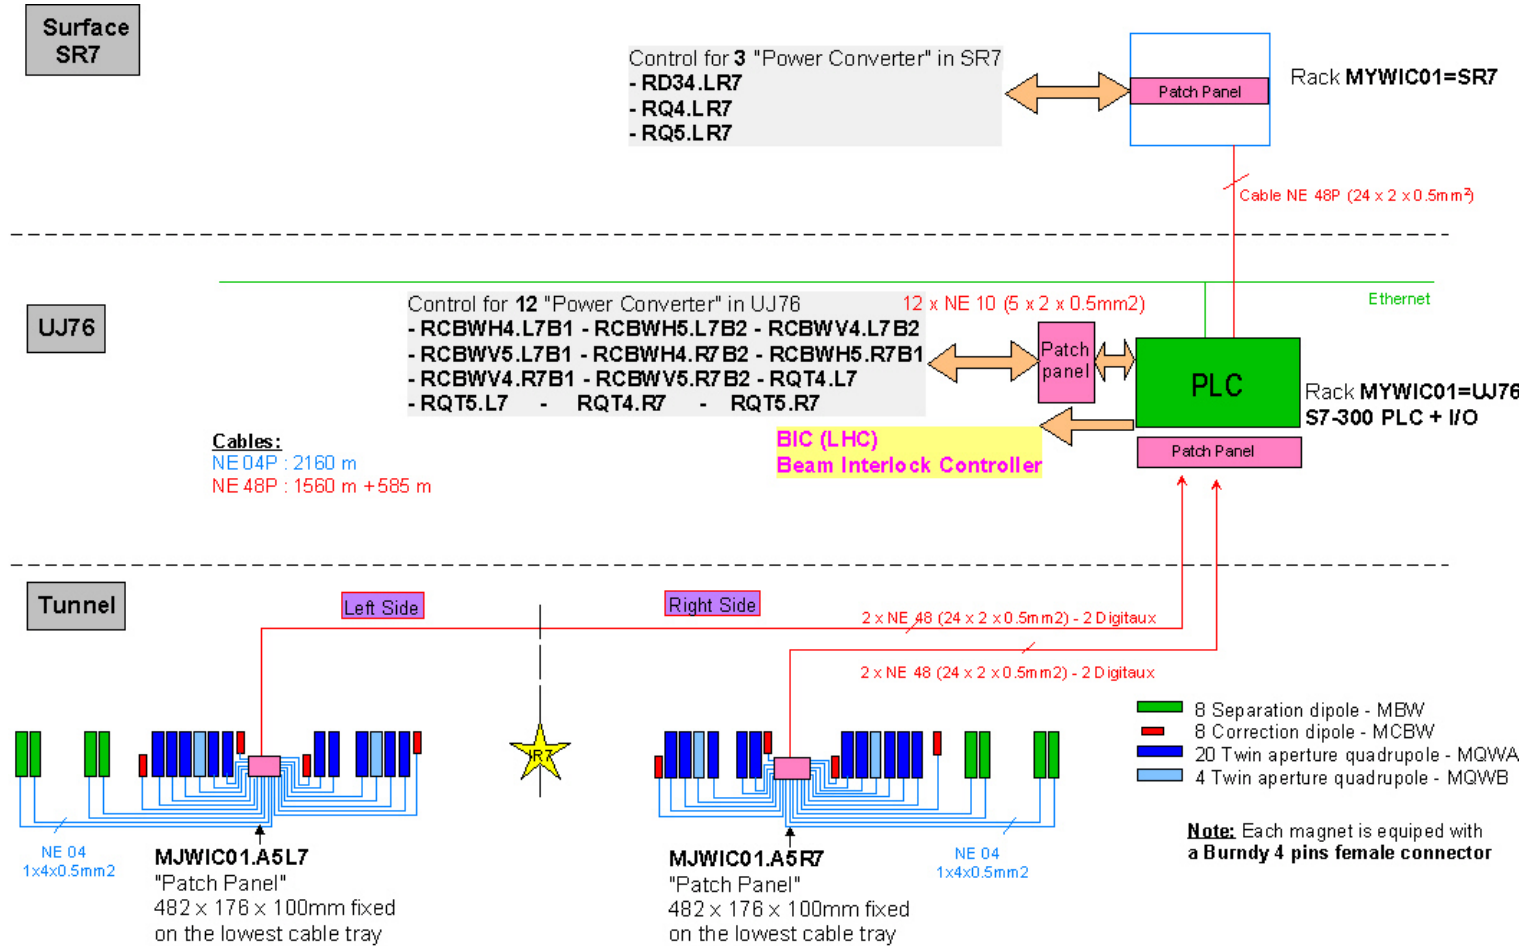 Surface
SR7
Control for 3 "Power Converter" in SR7
- RD34.LR7
- RQ4.LR7
- RQ5.LR7
Patch Panel
Rack MYWIC01=SR7
Cable NE 48P (24 x 2 x 0.5mm²)
UJ76
Ethernet
Control for 12 "Power Converter" in UJ76
12 x NE 10 (5 x 2 x 0.5mm2)
- RCBWH4.L7B1 - RCBWH5.L7B2 - RCBWV4.L7B2
- RCBWV5.L7B1 - RCBWH4.R7B2 - RCBWH5.R7B1
- RCBWV4.R7B1 - RCBWV5.R7B2 - RQT4.L7
- RQT5.L7 - RQT4.R7 - RQT5.R7
Patch
panel
PLC
Rack MYWIC01=UJ76
S7-300 PLC + I/O
BIC (LHC)
Beam Interlock Controller
Patch Panel
Cables:
NE 04P : 2160 m
NE 48P : 1560 m + 585 m
Tunnel
Left Side
Right Side
2 x NE 48 (24 x 2 x 0.5mm2) - 2 Digitaux
2 x NE 48 (24 x 2 x 0.5mm2) - 2 Digitaux
IR7
8 Separation dipole - MBW
8 Correction dipole - MCBW
20 Twin aperture quadrupole - MQWA
4 Twin aperture quadrupole - MQWB
Note: Each magnet is equiped with
a Burndy 4 pins female connector
NE 04
1x4x0.5mm2
MJWIC01.A5L7
"Patch Panel"
482 x 176 x 100mm fixed
on the lowest cable tray
MJWIC01.A5R7
"Patch Panel"
482 x 176 x 100mm fixed
on the lowest cable tray
NE 04
1x4x0.5mm2